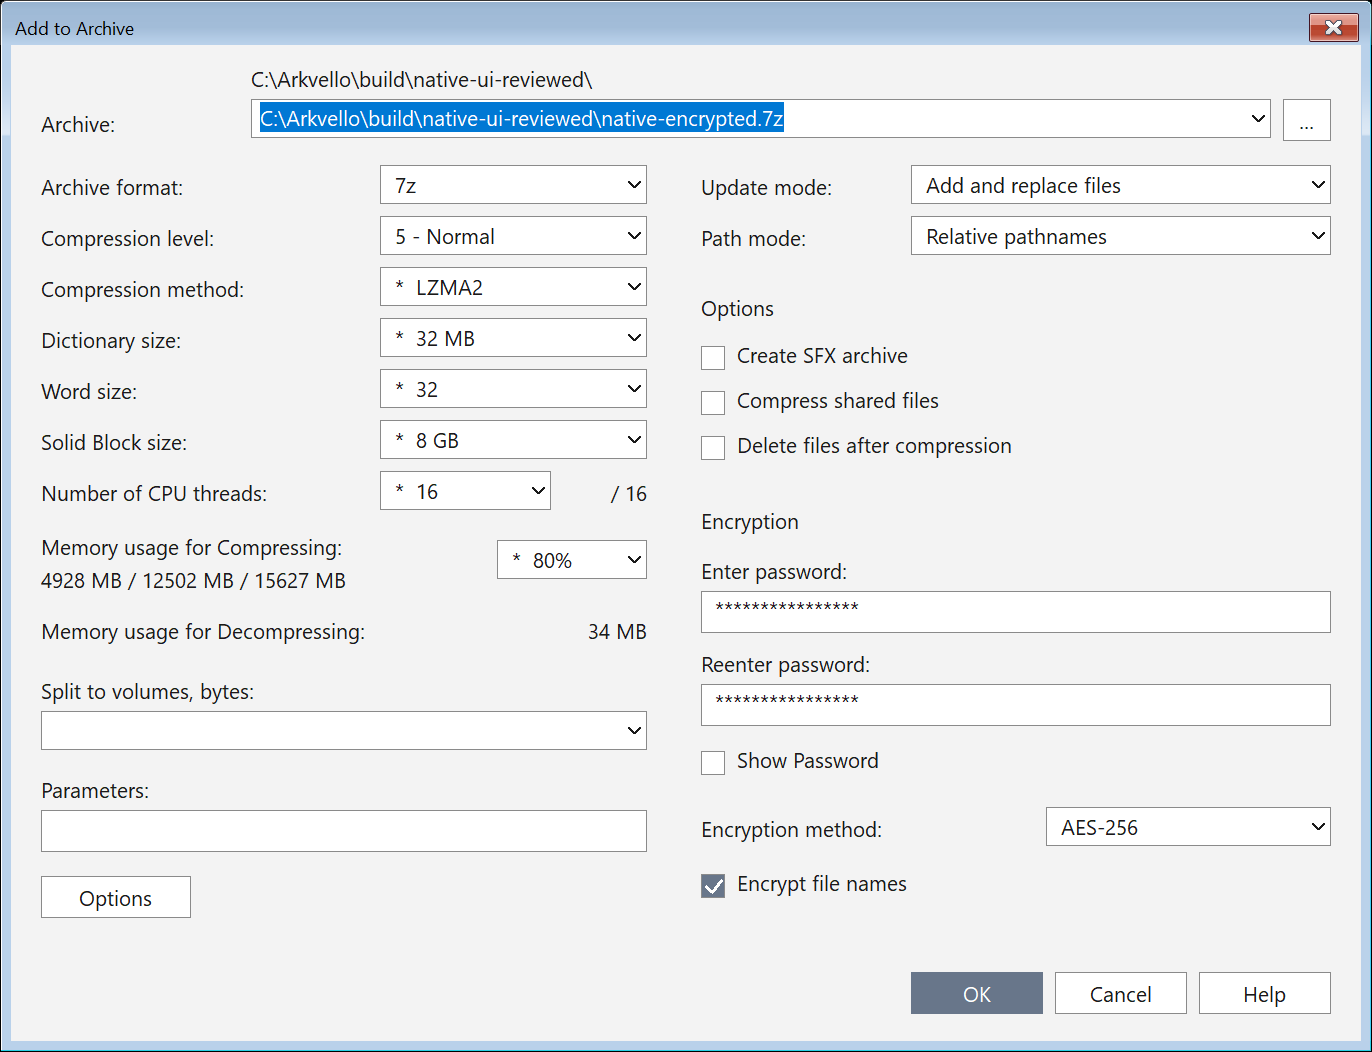 Add to Archive
C:\Arkvello\build\native-ui-reviewed\
Archive:
C:\Arkvello\build\native-ui-reviewed\native-encrypted.7z
...
Archive format:
7z
Compression level:
5 - Normal
Compression method:
* LZMA2
Dictionary size:
* 32 MB
Word size:
* 32
Solid Block size:
* 8 GB
Number of CPU threads:
* 16
/ 16
Memory usage for Compressing:
4928 MB / 12502 MB / 15627 MB
* 80%
Memory usage for Decompressing:
34 MB
Split to volumes, bytes:
Parameters:
Options
Update mode:
Add and replace files
Path mode:
Relative pathnames
Options
Create SFX archive
Compress shared files
Delete files after compression
Encryption
Enter password:
****************
Reenter password:
****************
Show Password
Encryption method:
AES-256
Encrypt file names
OK
Cancel
Help